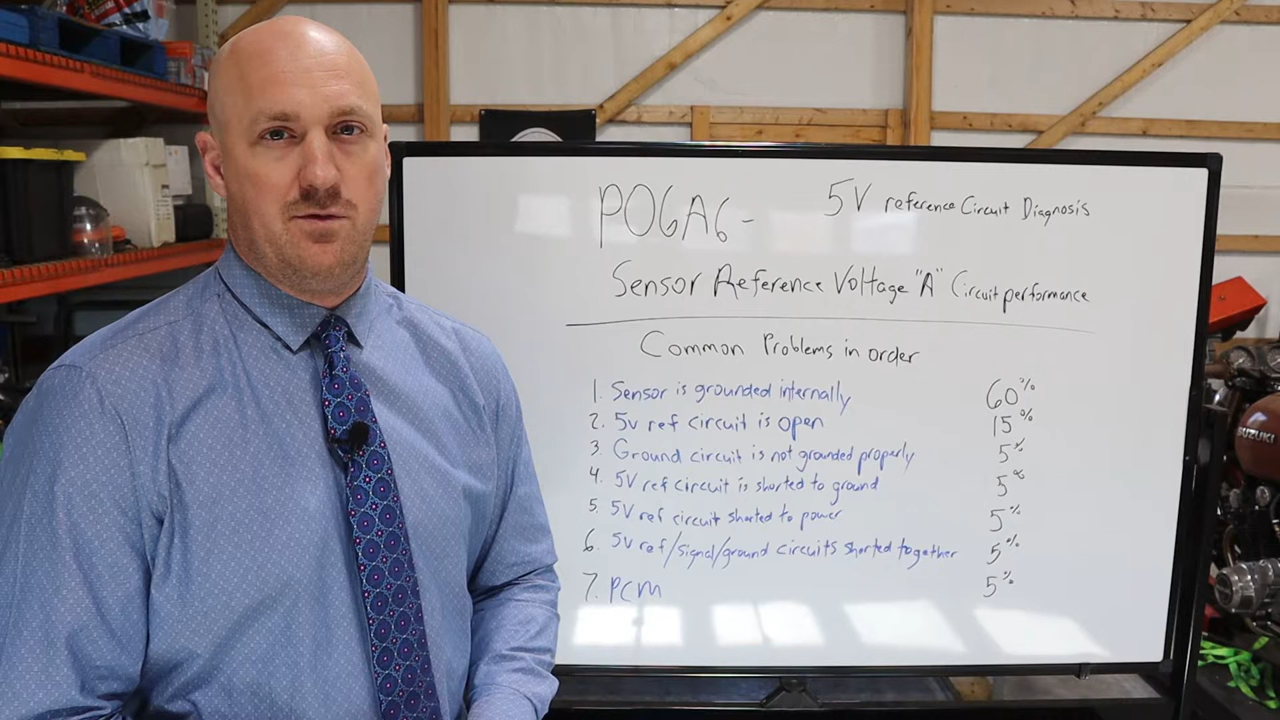 P06A6 - 5V reference Circuit Diagnosis
Sensor Reference Voltage "A" Circuit performance
Common Problems in order
1. Sensor is grounded internally 60%
2. 5v ref circuit is open 15%
3. Ground circuit is not grounded properly 5%
4. 5V ref circuit is shorted to ground 5%
5. 5V ref circuit shorted to power 5%
6. 5V ref/signal/ground circuits shorted together 5%
7. PCM 5%
SUZUKI